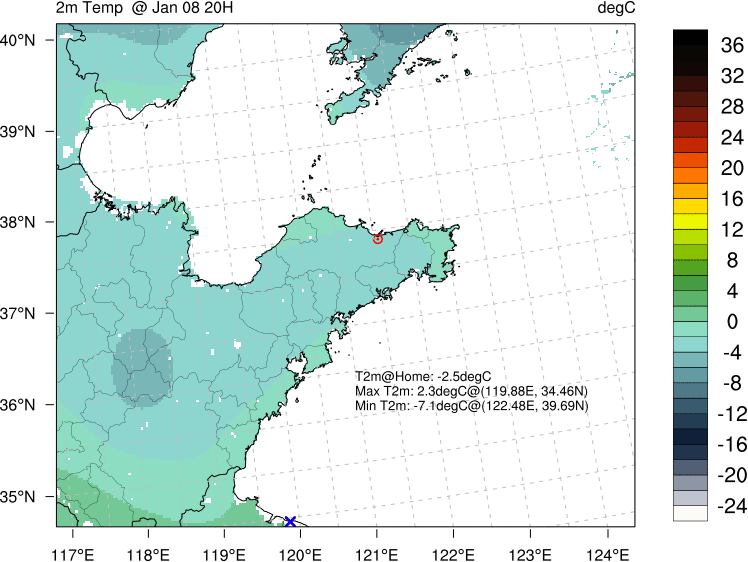 2m Temp @ Jan 08 20H degC
40°N
39°N
38°N
37°N
36°N
35°N
T2m@Home: -2.5degC
Max T2m: 2.3degC@(119.88E, 34.46N)
Min T2m: -7.1degC@(122.48E, 39.69N)
117°E 118°E 119°E 120°E 121°E 122°E 123°E 124°E
36
32
28
24
20
16
12
8
4
0
-4
-8
-12
-16
-20
-24